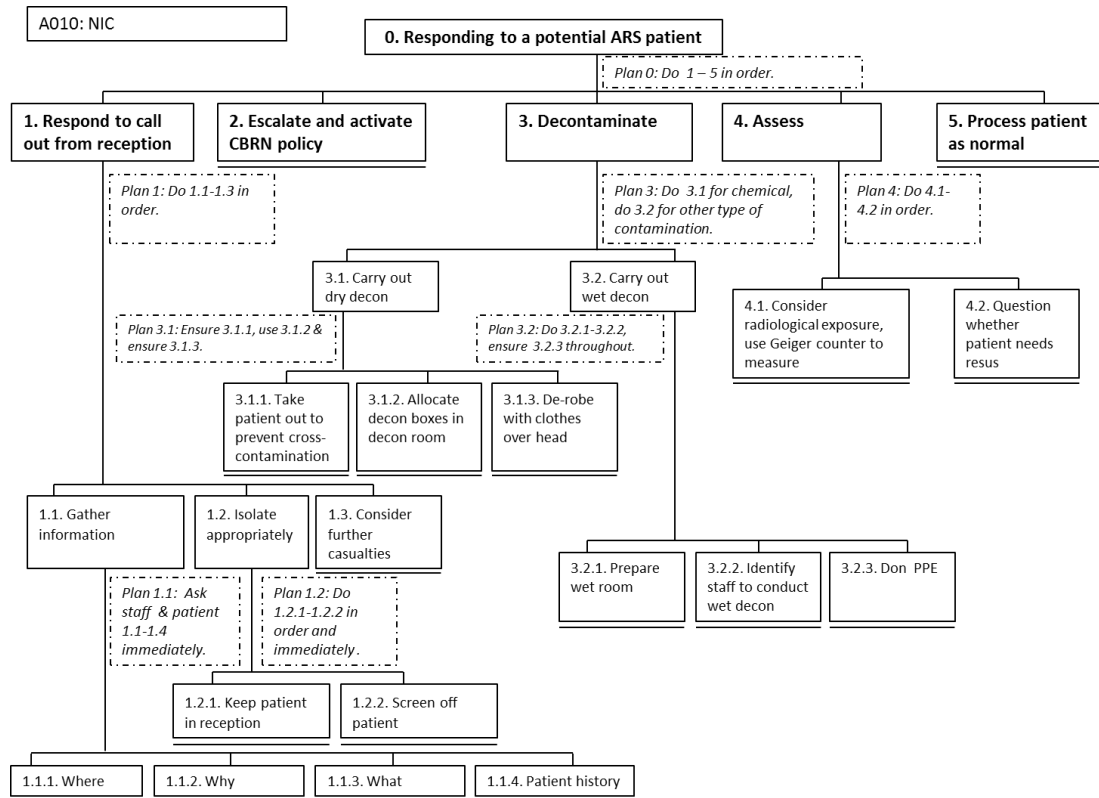 A010: NIC
0. Responding to a potential ARS patient
Plan 0: Do 1 – 5 in order.
1. Respond to call
out from reception
2. Escalate and activate
CBRN policy
3. Decontaminate
4. Assess
5. Process patient
as normal
Plan 1: Do 1.1-1.3 in
order.
Plan 3: Do 3.1 for chemical,
do 3.2 for other type of
contamination.
Plan 4: Do 4.1-
4.2 in order.
3.1. Carry out
dry decon
3.2. Carry out
wet decon
4.1. Consider
radiological exposure,
use Geiger counter to
measure
4.2. Question
whether
patient needs
resus
Plan 3.1: Ensure 3.1.1, use 3.1.2 &
ensure 3.1.3.
Plan 3.2: Do 3.2.1-3.2.2,
ensure 3.2.3 throughout.
3.1.1. Take
patient out to
prevent cross-
contamination
3.1.2. Allocate
decon boxes in
decon room
3.1.3. De-robe
with clothes
over head
1.1. Gather
information
1.2. Isolate
appropriately
1.3. Consider
further
casualties
3.2.1. Prepare
wet room
3.2.2. Identify
staff to conduct
wet decon
3.2.3. Don PPE
Plan 1.1: Ask
staff & patient
1.1-1.4
immediately.
Plan 1.2: Do
1.2.1-1.2.2 in
order and
immediately.
1.2.1. Keep patient
in reception
1.2.2. Screen off
patient
1.1.1. Where
1.1.2. Why
1.1.3. What
1.1.4. Patient history